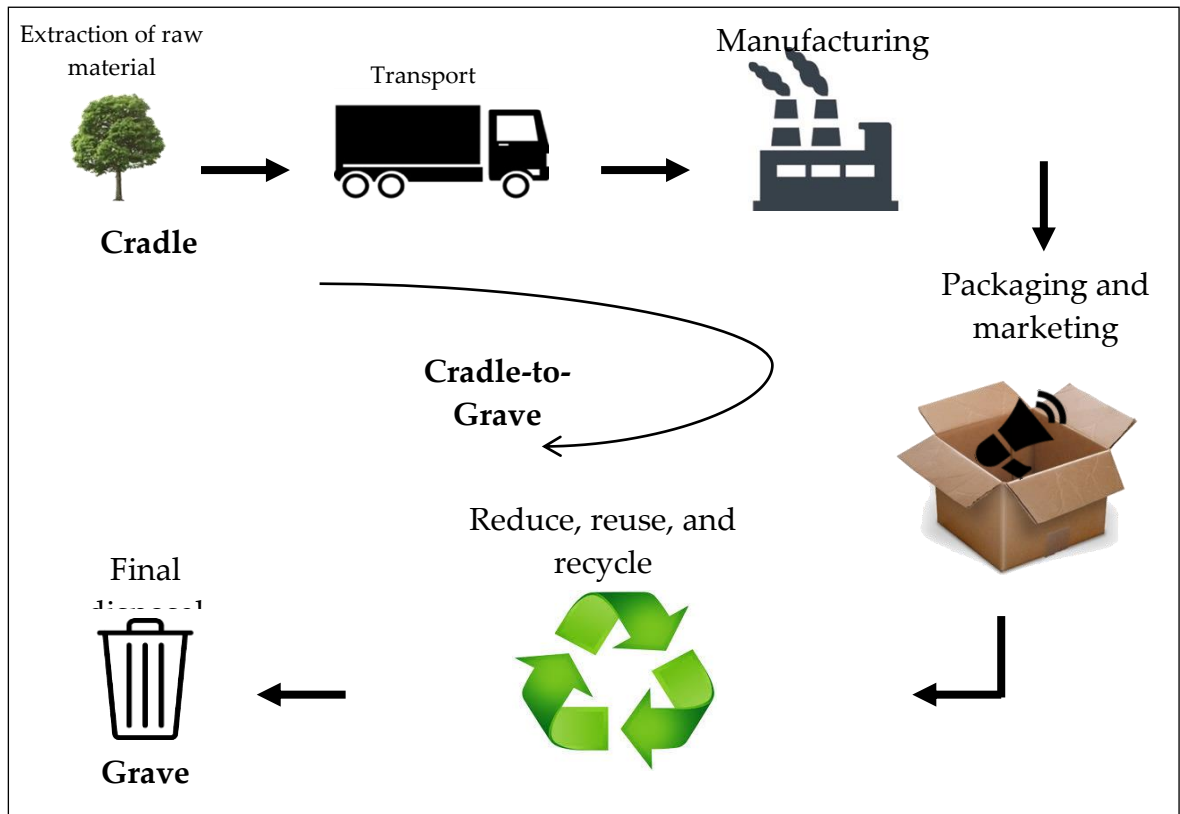 Extraction of raw
material
Transport
Manufacturing
Cradle
Packaging and
marketing
Cradle-to-
Grave
Reduce, reuse, and
recycle
Final
disposal
Grave